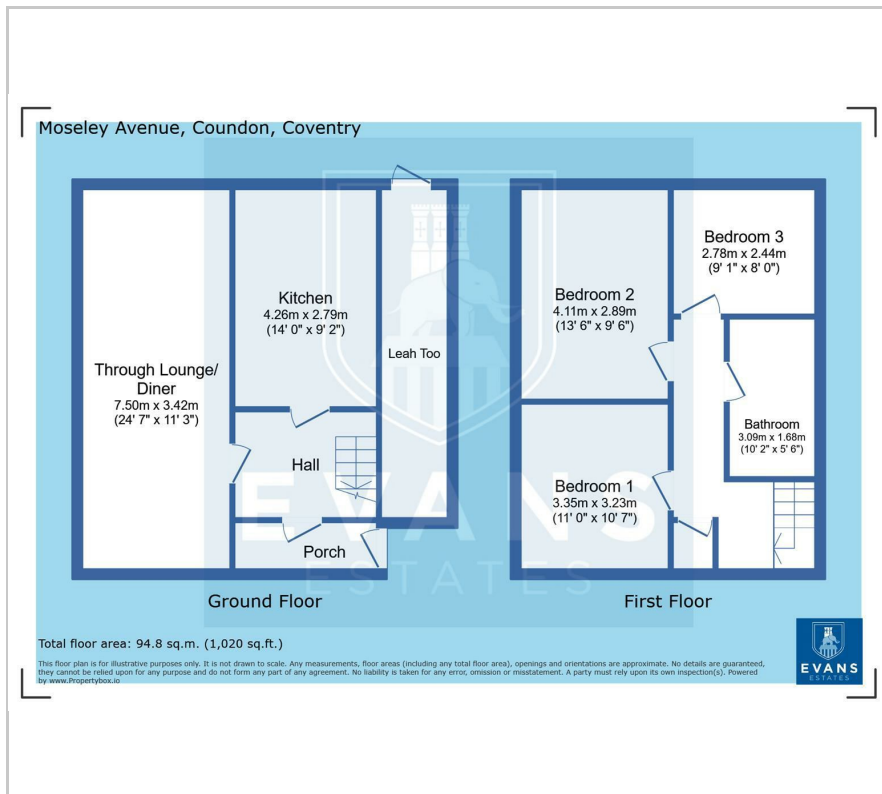 Moseley Avenue, Coundon, Coventry
Through Lounge/
Diner
7.50m x 3.42m
(24' 7" x 11' 3")
Kitchen
4.26m x 2.79m
(14' 0" x 9' 2")
Leah Too
Hall
Porch
Ground Floor
Bedroom 2
4.11m x 2.89m
(13' 6" x 9' 6")
Bedroom 3
2.78m x 2.44m
(9' 1" x 8' 0")
Bathroom
3.09m x 1.68m
(10' 2" x 5' 6")
Bedroom 1
3.35m x 3.23m
(11' 0" x 10' 7")
First Floor
EVANS
ESTATES
Total floor area: 94.8 sq.m. (1,020 sq.ft.)
This floor plan is for illustrative purposes only. It is not drawn to scale. Any measurements, floor areas (including any total floor area), openings and orientations are approximate. No details are guaranteed,
they cannot be relied upon for any purpose and do not form any part of any agreement. No liability is taken for any error, omission or misstatement. A party must rely upon its own inspection(s). Powered
by www.Propertybox.io
EVANS
ESTATES